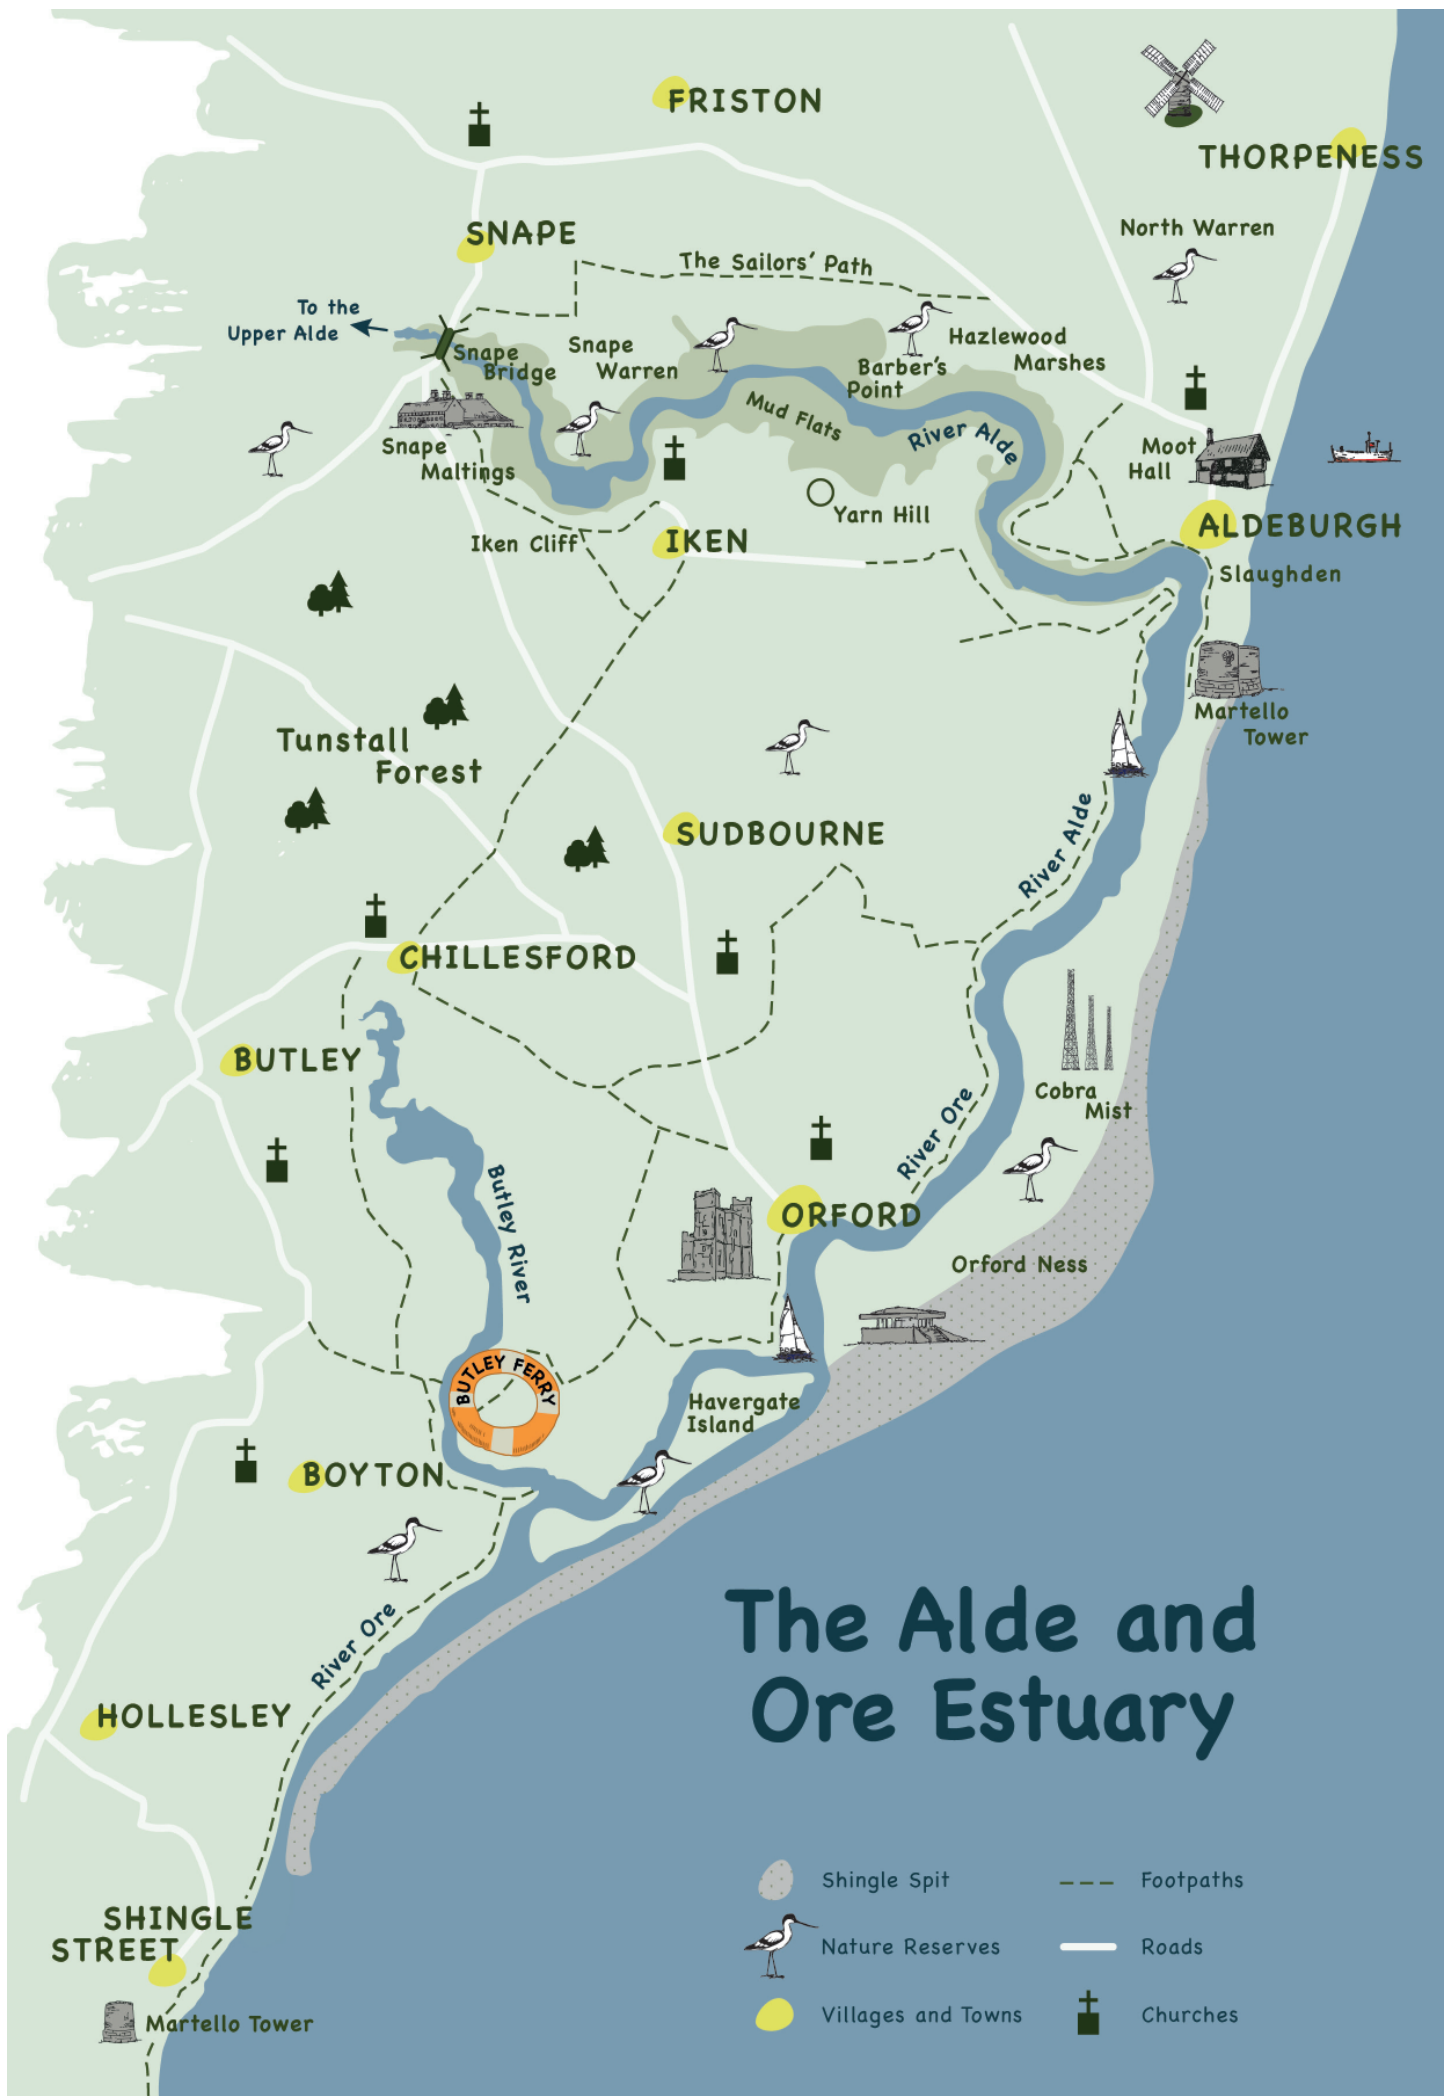 FRISTON
THORPENESS
North Warren
SNAPE
The Sailors' Path
To the
Upper Alde
Snape
Bridge
Snape
Warren
Hazlewood
Marshes
Barber's
Point
Mud Flats
River Alde
Snape
Maltings
Moot
Hall
Yarn Hill
ALDEBURGH
Iken Cliff
IKEN
Slaughden
Martello
Tower
Tunstall
Forest
River Alde
SUDBOURNE
CHILLESFORD
BUTLEY
Cobra
Mist
River Ore
Butley River
ORFORD
Orford Ness
BUTLEY FERRY
Havergate
Island
BOYTON
River Ore
The Alde and
Ore Estuary
HOLLESLEY
SHINGLE
STREET
Martello Tower
Shingle Spit
Footpaths
Nature Reserves
Roads
Villages and Towns
Churches